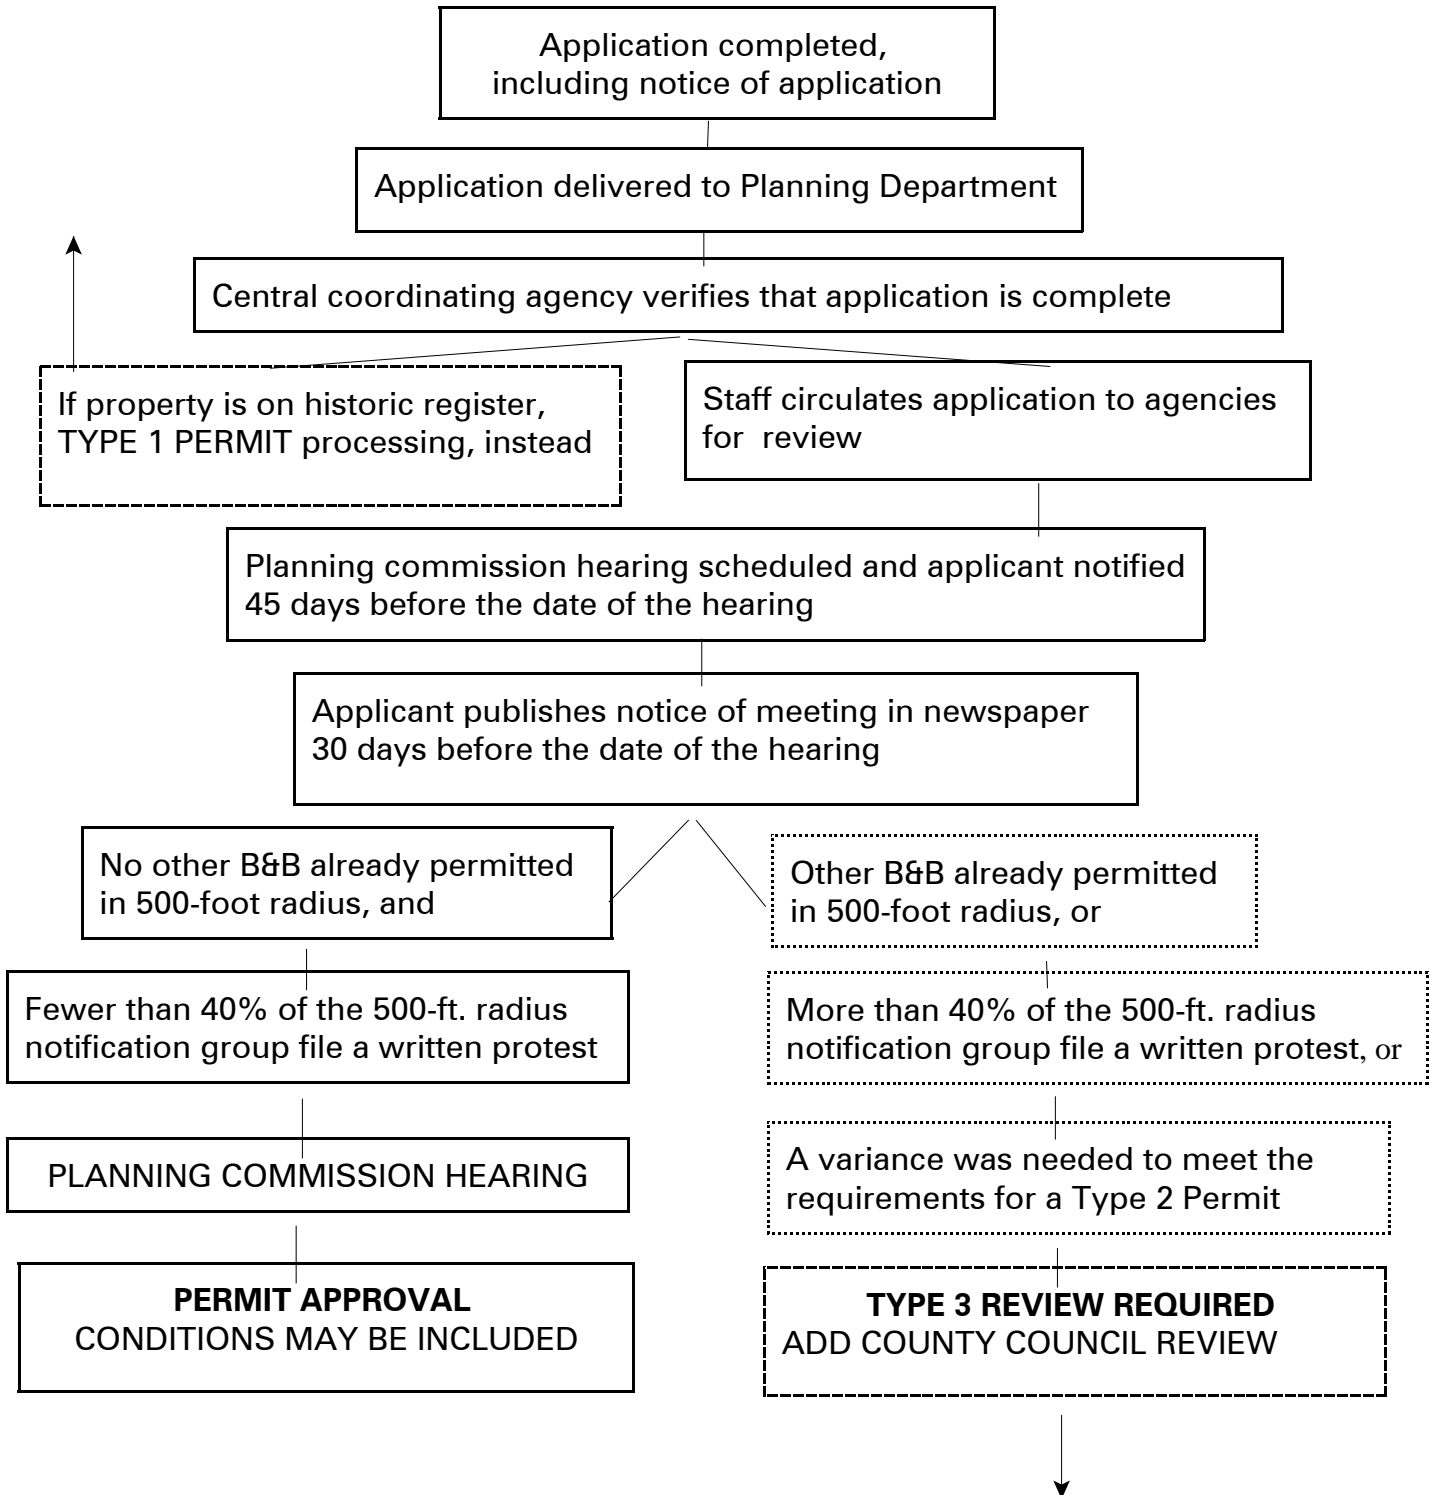 Application completed,
including notice of application
Application delivered to Planning Department
Central coordinating agency verifies that application is complete
If property is on historic register,
TYPE 1 PERMIT processing, instead
Staff circulates application to agencies
for review
Planning commission hearing scheduled and applicant notified
45 days before the date of the hearing
Applicant publishes notice of meeting in newspaper
30 days before the date of the hearing
No other B&B already permitted
in 500-foot radius, and
Other B&B already permitted
in 500-foot radius, or
Fewer than 40% of the 500-ft. radius
notification group file a written protest
More than 40% of the 500-ft. radius
notification group file a written protest, or
PLANNING COMMISSION HEARING
A variance was needed to meet the
requirements for a Type 2 Permit
PERMIT APPROVAL
CONDITIONS MAY BE INCLUDED
TYPE 3 REVIEW REQUIRED
ADD COUNTY COUNCIL REVIEW